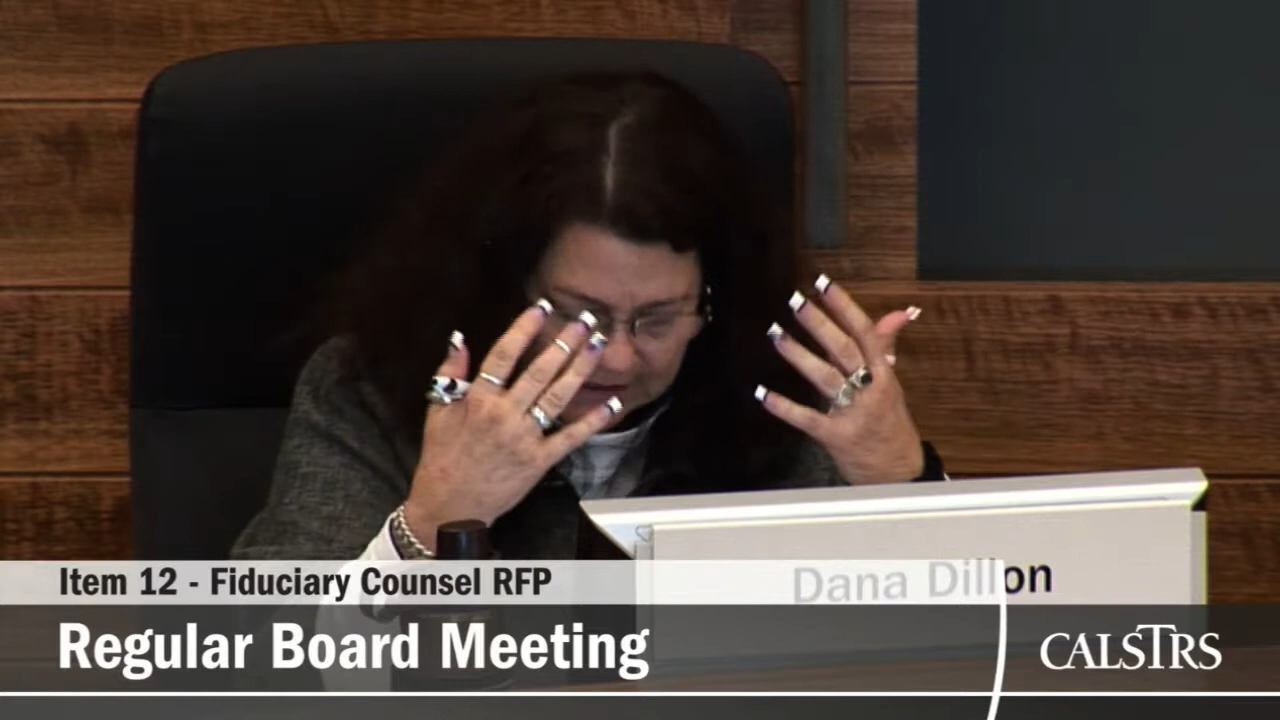 Dana Dillon
Item 12 - Fiduciary Counsel RFP
Regular Board Meeting
CALSTRS